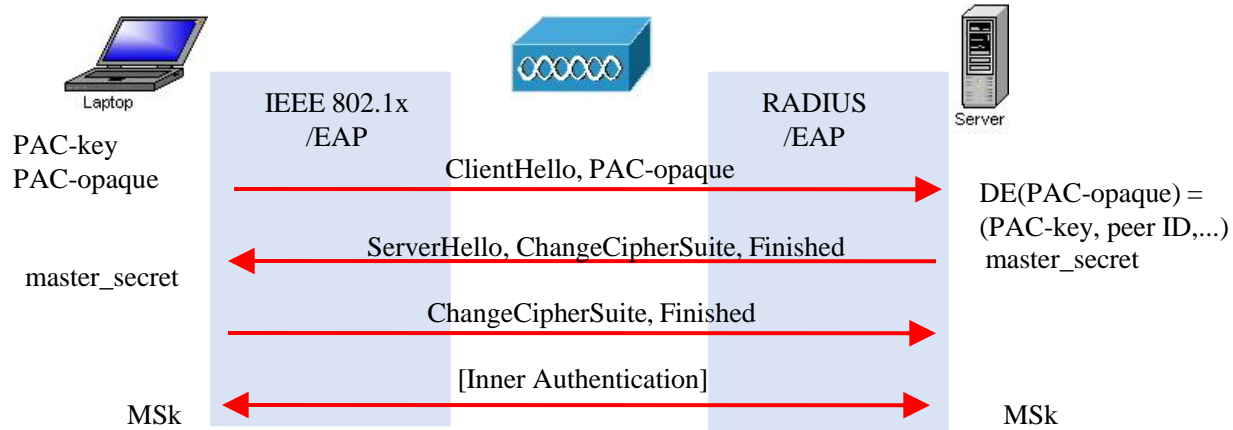 Laptop
IEEE 802.1x
/EAP
RADIUS
/EAP
Server
PAC-key
PAC-opaque
ClientHello, PAC-opaque
DE(PAC-opaque) =
(PAC-key, peer ID,...)
master_secret
ServerHello, ChangeCipherSuite, Finished
master_secret
ChangeCipherSuite, Finished
[Inner Authentication]
MSk
MSk